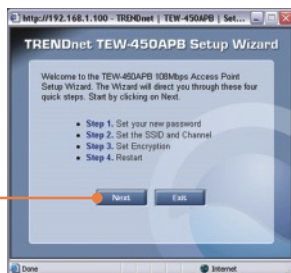 http://192.168.1.100 - TRENDnet | TEW-450APB | Set...
TRENDnet TEW-450APB Setup Wizard
Welcome to the TEW-450APB 108Mbps Access Point
Setup Wizard. The Wizard will direct you through these four
quick steps. Start by clicking on Next.
Step 1. Set your new password
Step 2. Set the SSID and Channel
Step 3. Set Encryption
Step 4. Restart
Next Exit
Done Internet